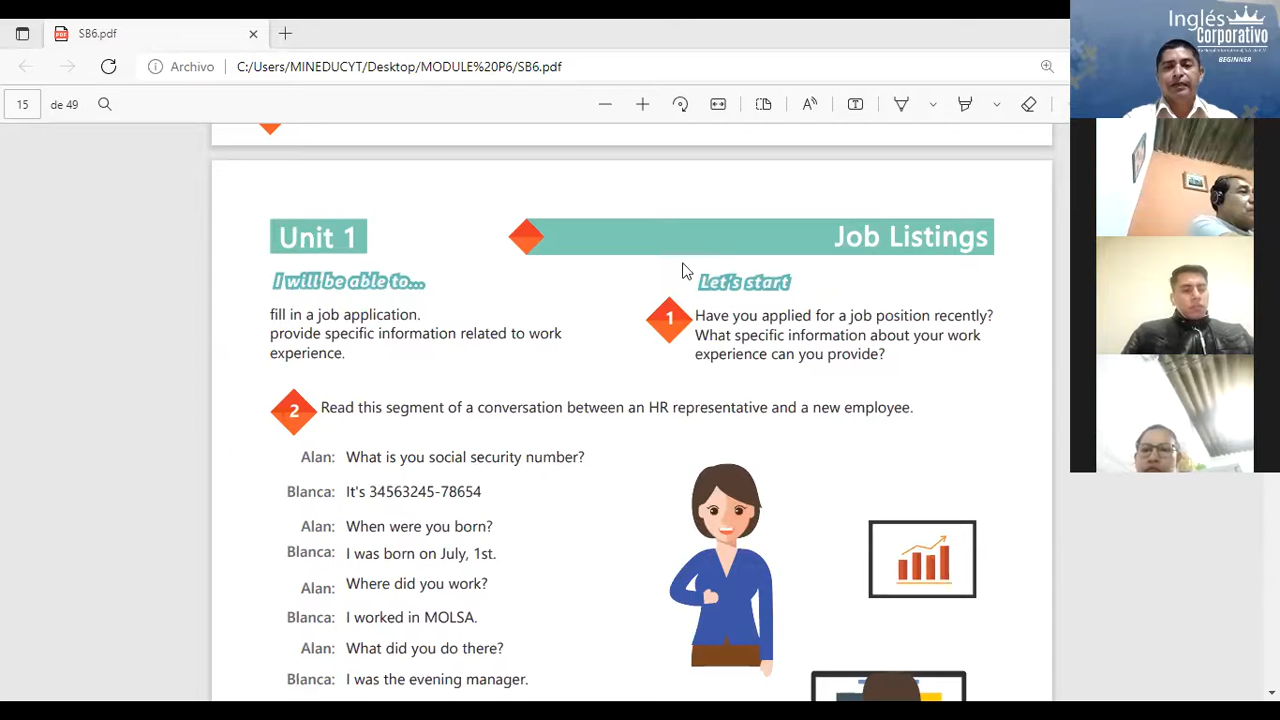 SB6.pdf
Archivo
C:/Users/MINEDUCYT/Desktop/MODULE%20P6/SB6.pdf
15
de 49
Unit 1
Job Listings
I will be able to...
fill in a job application.
provide specific information related to work
experience.
Let's start
1
Have you applied for a job position recently?
What specific information about your work
experience can you provide?
2
Read this segment of a conversation between an HR representative and a new employee.
Alan: What is you social security number?
Blanca: It's 34563245-78654
Alan: When were you born?
Blanca: I was born on July, 1st.
Alan: Where did you work?
Blanca: I worked in MOLSA.
Alan: What did you do there?
Blanca: I was the evening manager.
Inglés
Corporativo
BEGINNER